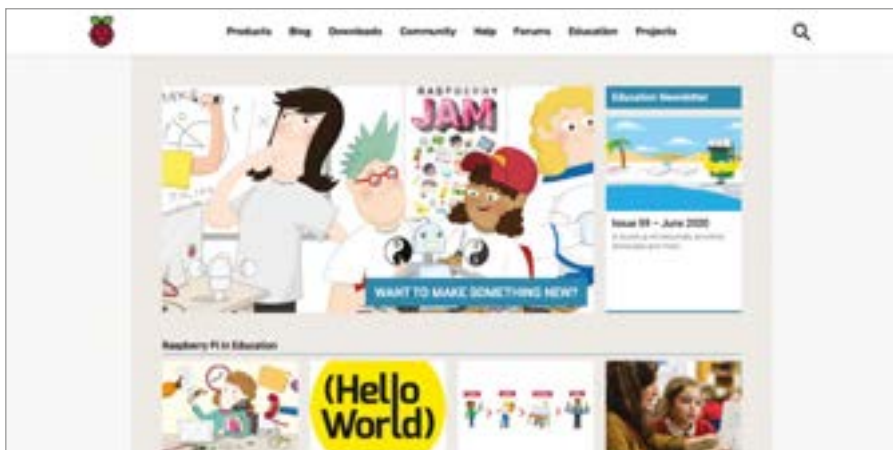 Products Blog Downloads Community Help Forums Education Projects
RASPBERRY
JAM
Education Newsletter
WANT TO MAKE SOMETHING NEW?
Issue 59 – June 2020
Raspberry Pi in Education
(Hello
World)